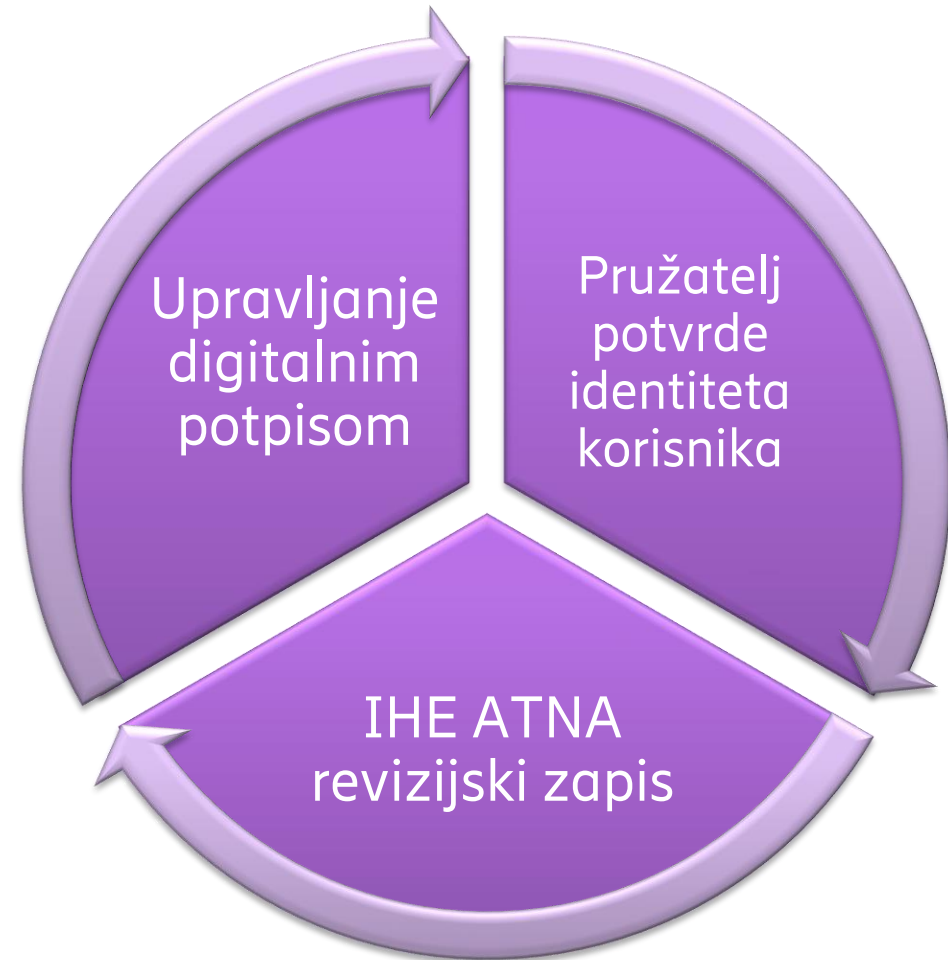 Upravljanje
digitalnim
potpisom
Pružatelj
potvrde
identiteta
korisnika
IHE ATNA
revizijski zapis